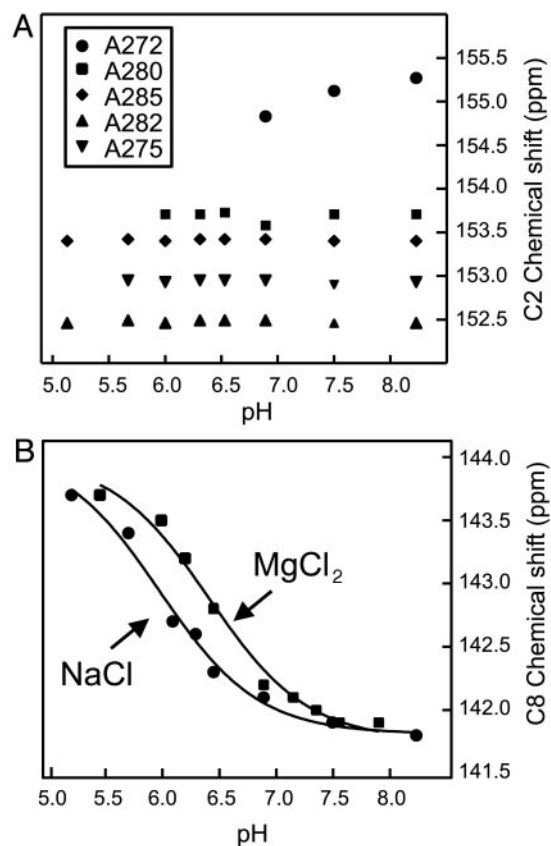 A
A272
A280
A285
A282
A275
155.5
155.0
154.5
154.0
153.5
153.0
152.5
C2 Chemical shift (ppm)
5.0 5.5 6.0 6.5 7.0 7.5 8.0
pH
B
144.0
143.5
143.0
142.5
142.0
141.5
C8 Chemical shift (ppm)
MgCl₂
NaCl
5.0 5.5 6.0 6.5 7.0 7.5 8.0
pH